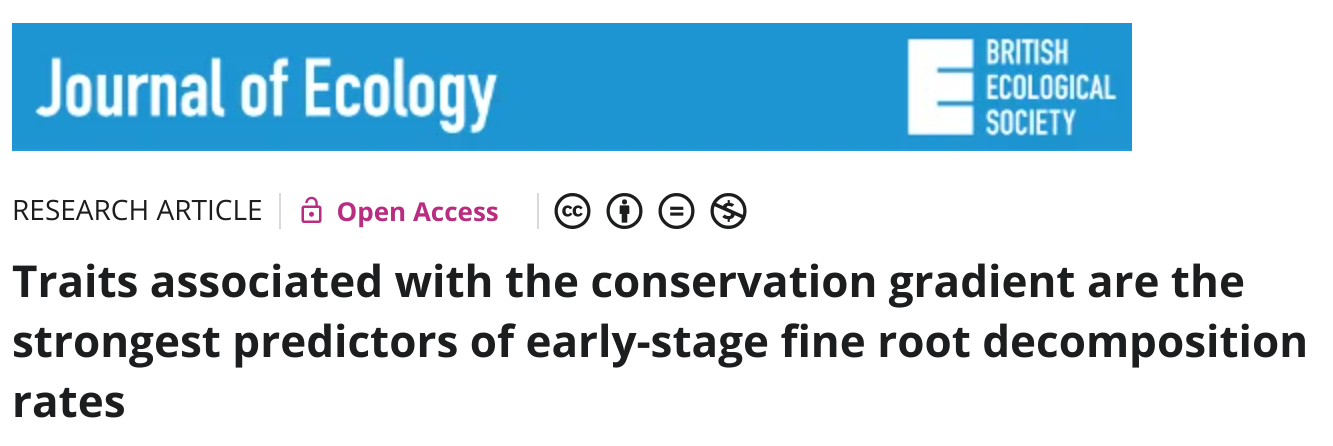 Journal of Ecology
BRITISH
ECOLOGICAL
SOCIETY
RESEARCH ARTICLE
Open Access
cc
Traits associated with the conservation gradient are the
strongest predictors of early-stage fine root decomposition
rates